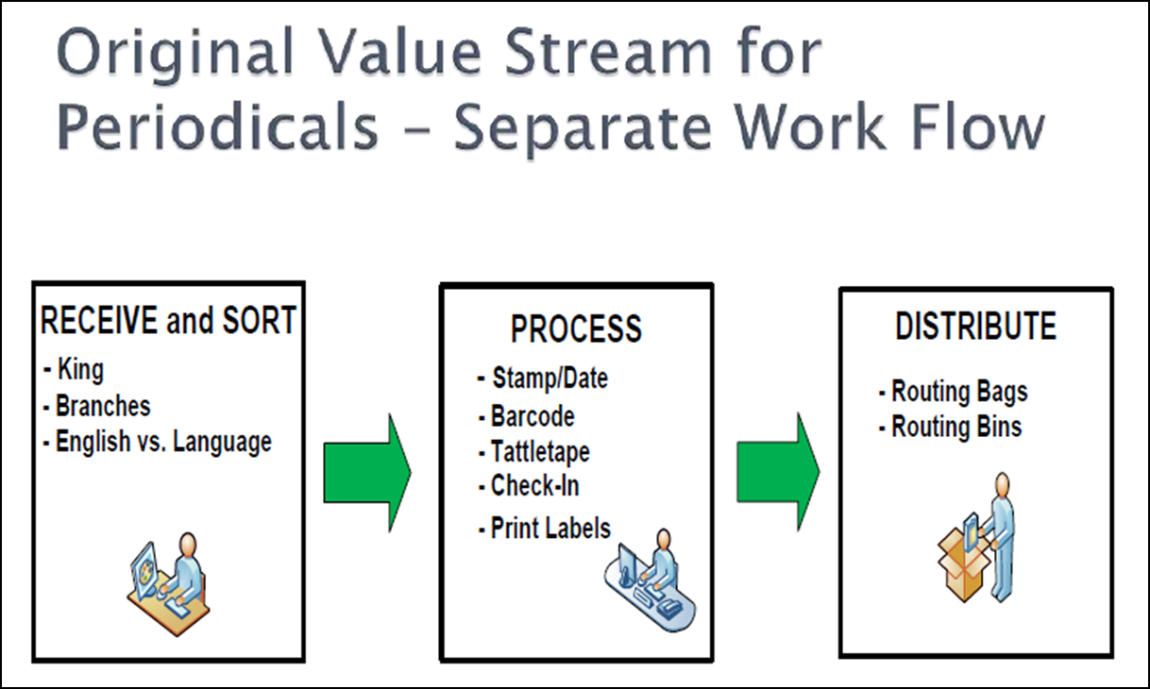 Original Value Stream for
Periodicals – Separate Work Flow
RECEIVE and SORT
- King
- Branches
- English vs. Language
PROCESS
- Stamp/Date
- Barcode
- Tattletape
- Check-In
- Print Labels
DISTRIBUTE
- Routing Bags
- Routing Bins